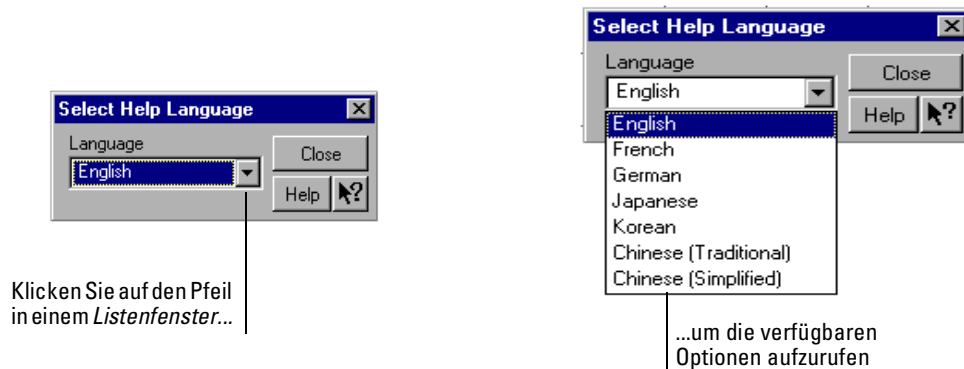 Select Help Language
Language
English
Close
Help
Klicken Sie auf den Pfeil
in einem Listenfenster...
Select Help Language
Language
English
Close
Help
English
French
German
Japanese
Korean
Chinese (Traditional)
Chinese (Simplified)
...um die verfügbaren
Optionen aufzurufen